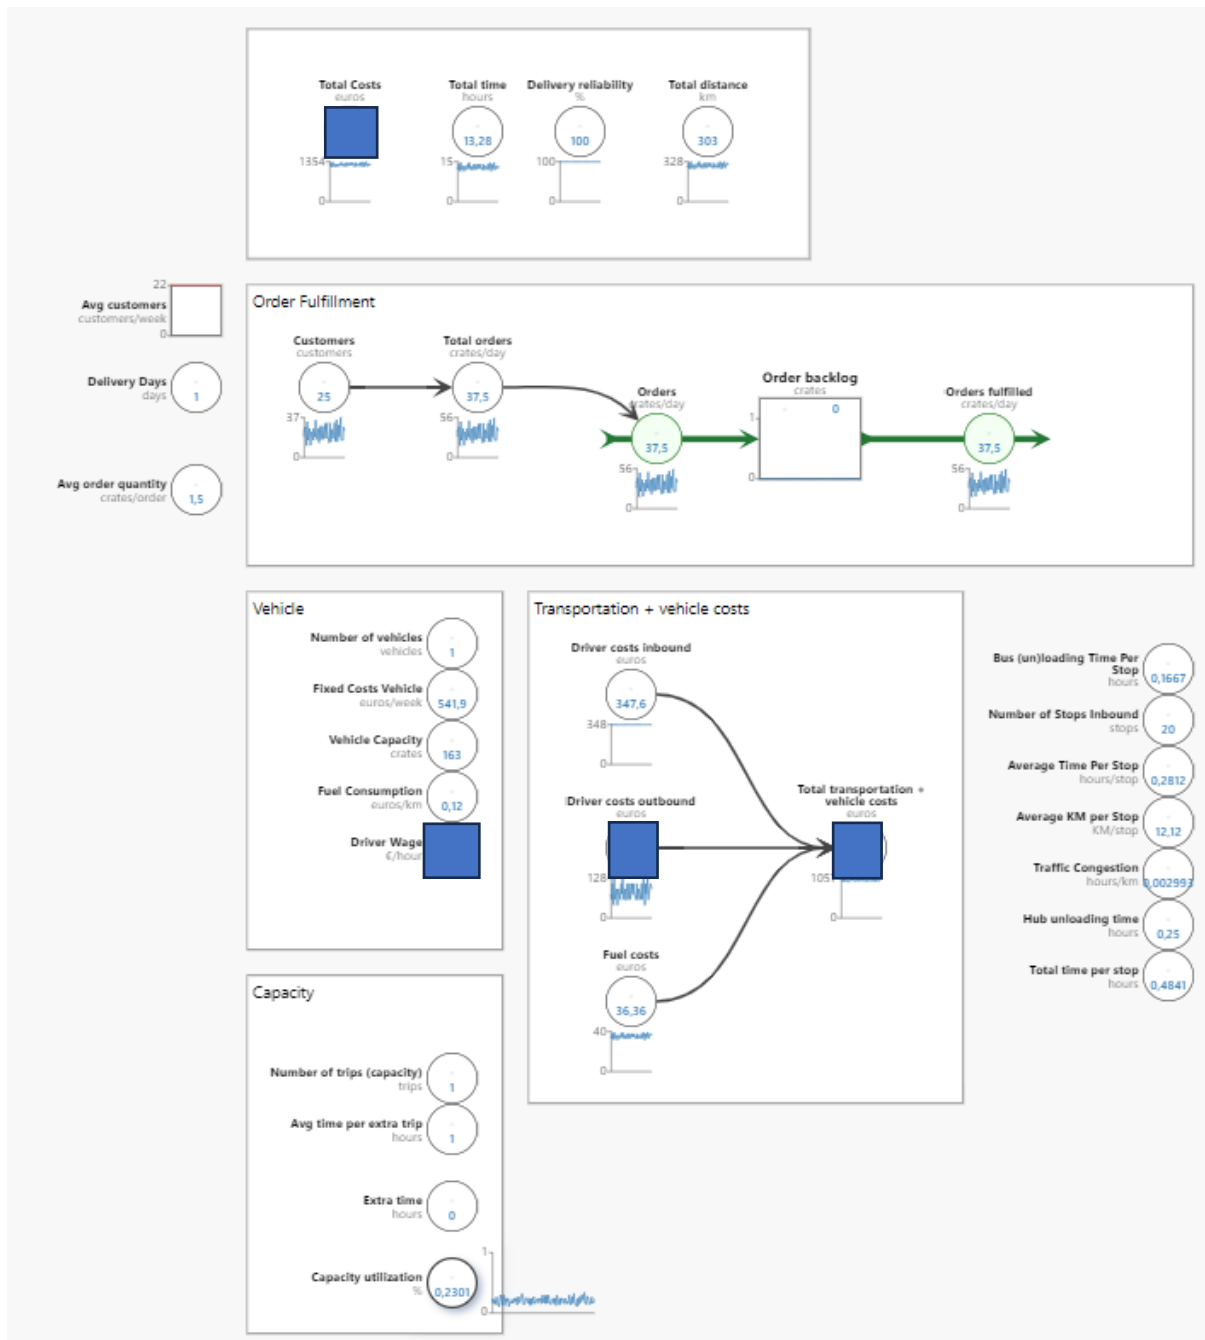 Total Costs
euros
1354
0
Total time
hours
13,28
15
0
Delivery reliability
%
100
100
0
Total distance
km
303
328
0
22
Avg customers
customers/week
0
Delivery Days
days
1
Avg order quantity
crates/order
1,5
Order Fulfillment
Customers
customers
25
37
0
Total orders
crates/day
37,5
56
0
Orders
crates/day
37,5
56
0
Order backlog
crates
0
1
0
Orders fulfilled
crates/day
37,5
56
0
Vehicle
Number of vehicles
vehicles
1
Fixed Costs Vehicle
euros/week
541,9
Vehicle Capacity
crates
163
Fuel Consumption
euros/km
0,12
Driver Wage
€/hour
Transportation + vehicle costs
Driver costs inbound
euros
347,6
348
0
Driver costs outbound
euros
128
0
Fuel costs
euros
36,36
40
0
Total transportation +
vehicle costs
euros
1051
0
Bus (un)loading Time Per
Stop
hours
0,1667
Number of Stops Inbound
stops
20
Average Time Per Stop
hours/stop
0,2812
Average KM per Stop
KM/stop
12,12
Traffic Congestion
hours/km
0,002993
Hub unloading time
hours
0,25
Total time per stop
hours
0,4841
Capacity
Number of trips (capacity)
trips
1
Avg time per extra trip
hours
1
Extra time
hours
0
Capacity utilization
%
0,2301
1
0